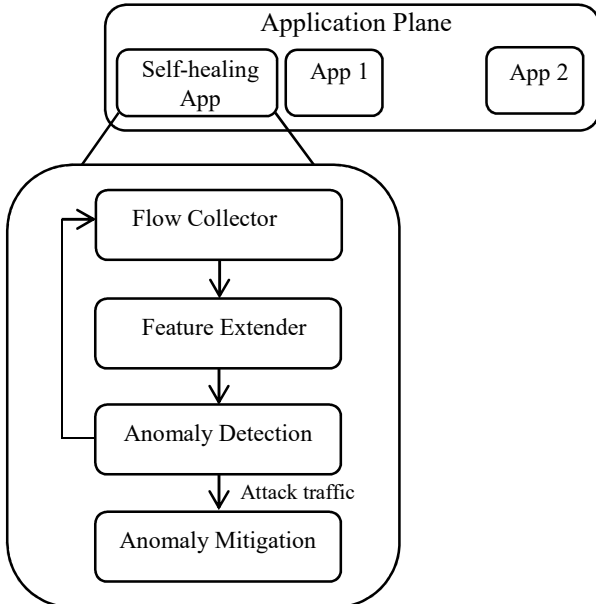 Application Plane
Self-healing
App
App 1
App 2
Flow Collector
Feature Extender
Anomaly Detection
Attack traffic
Anomaly Mitigation